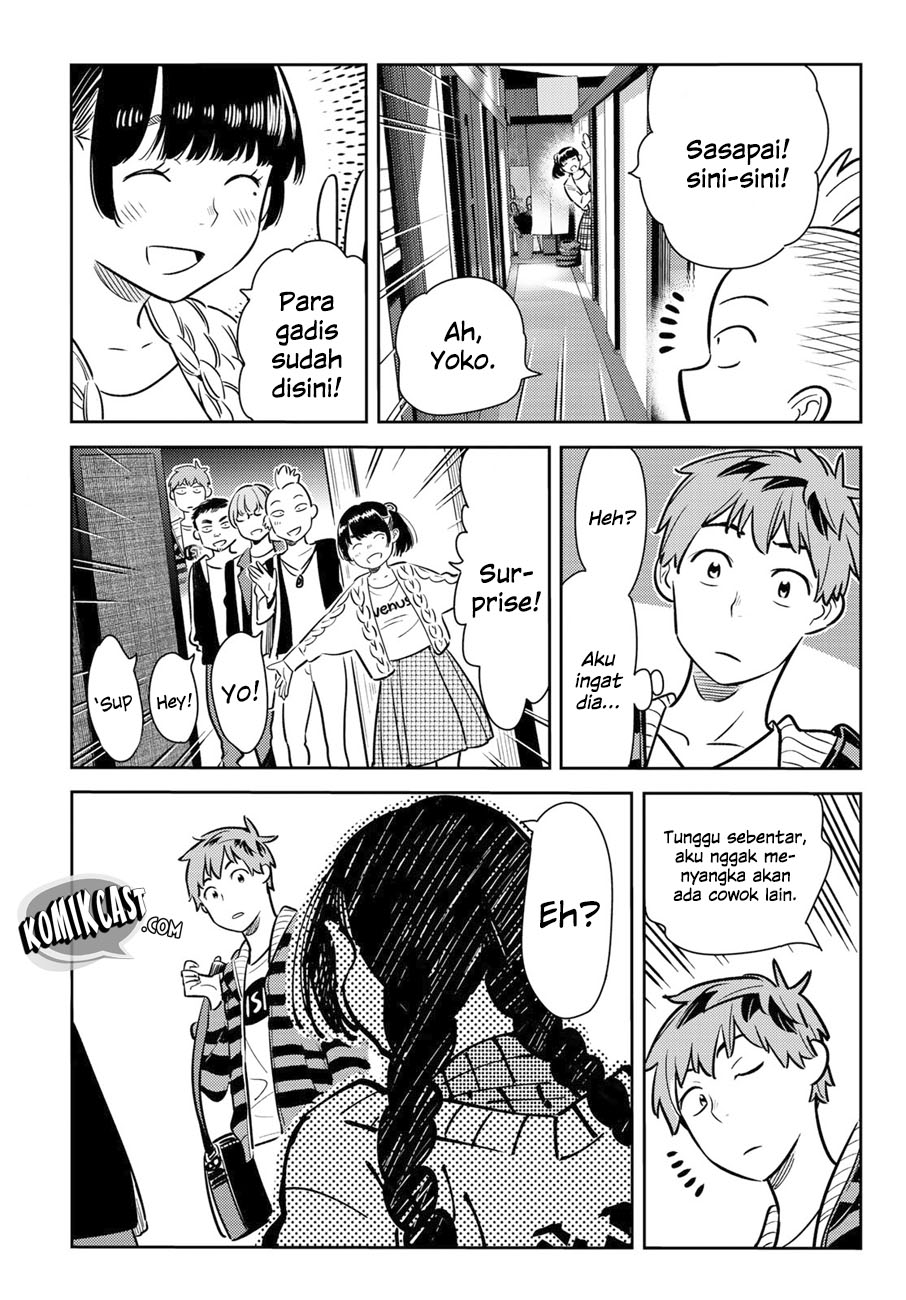 Sasapai!
sini-sini!
Ah,
Yoko.
Para
gadis
sudah
disini!
Heh?
Aku
ingat
dia...
Sur-
prise!
Yo!
Hey!
'Sup
venus
Tunggu sebentar,
aku nggak me-
nyangka akan
ada cowok lain.
Eh?
ISI
KOMIKCAST
.COM